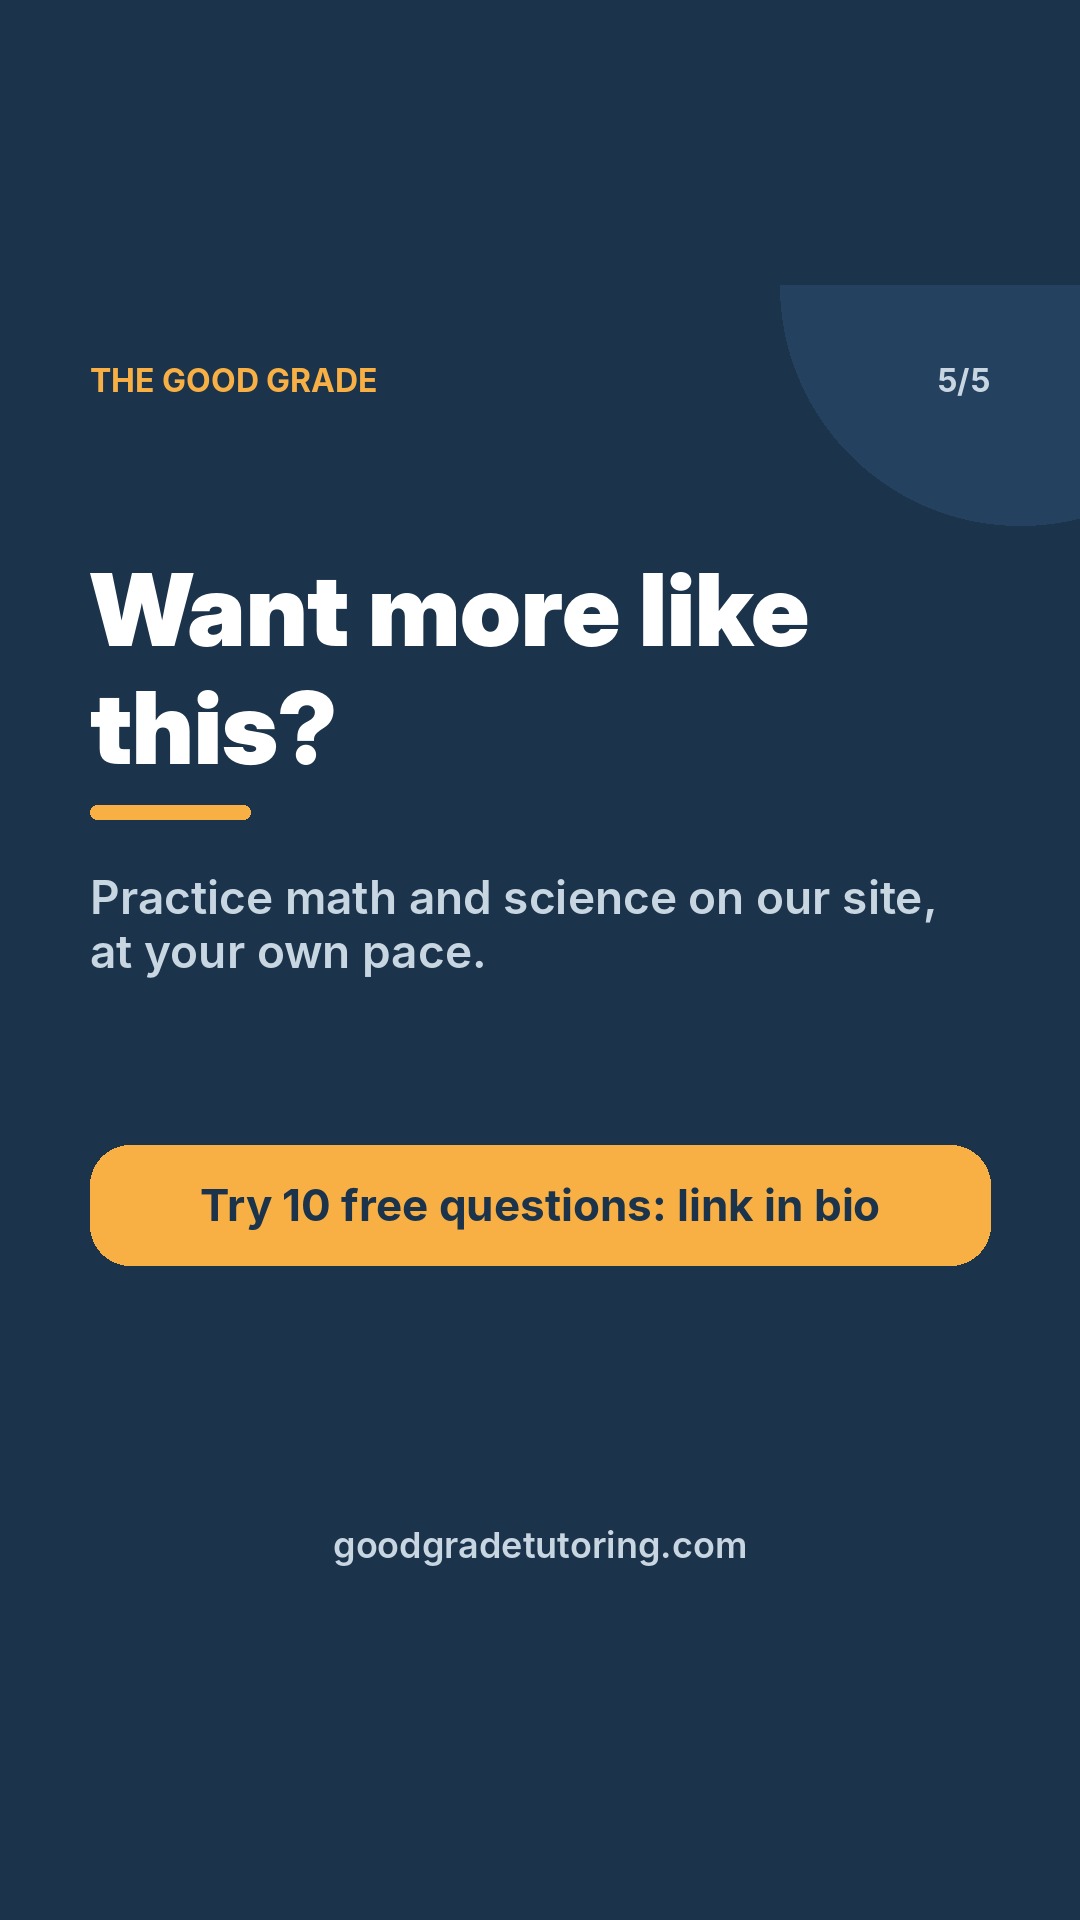 THE GOOD GRADE
5/5
Want more like
this?
Practice math and science on our site,
at your own pace.
Try 10 free questions: link in bio
goodgradetutoring.com